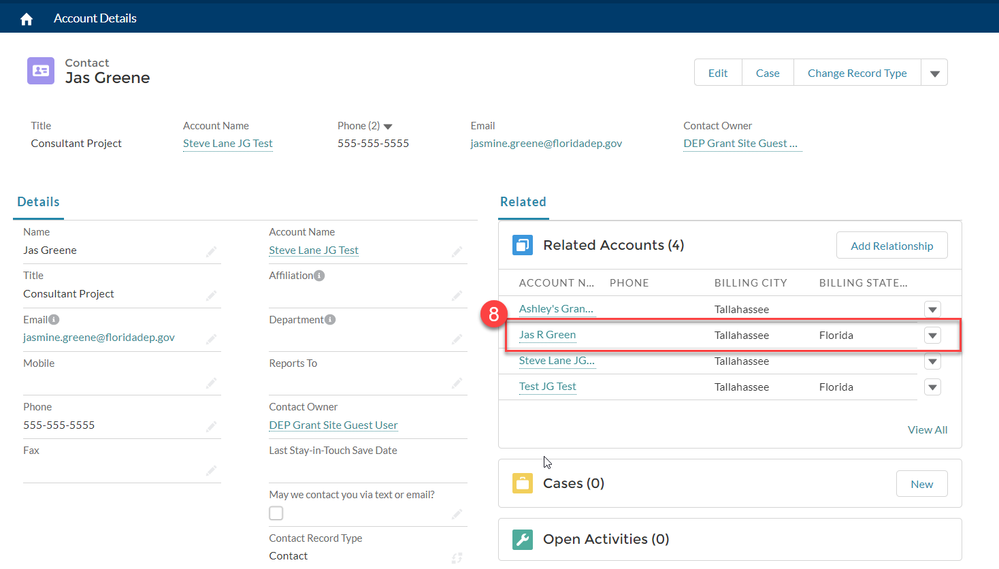 Account Details
Contact
Jas Greene
Edit
Case
Change Record Type
Title
Account Name
Phone (2)
Email
Contact Owner
Consultant Project
Steve Lane JG Test
555-555-5555
jasmine.greene@floridadep.gov
DEP Grant Site Guest ...
Details
Name
Account Name
Jas Greene
Steve Lane JG Test
Title
Affiliation
Consultant Project
Email
Department
jasmine.greene@floridadep.gov
Mobile
Reports To
Phone
Contact Owner
555-555-5555
DEP Grant Site Guest User
Fax
Last Stay-in-Touch Save Date
May we contact you via text or email?
Contact Record Type
Contact
Related
Related Accounts (4)
Add Relationship
ACCOUNT N... PHONE BILLING CITY BILLING STATE...
Ashley's Gran... Tallahassee
8
Jas R Green Tallahassee Florida
Steve Lane JG... Tallahassee
Test JG Test Tallahassee Florida
View All
Cases (0)
New
Open Activities (0)